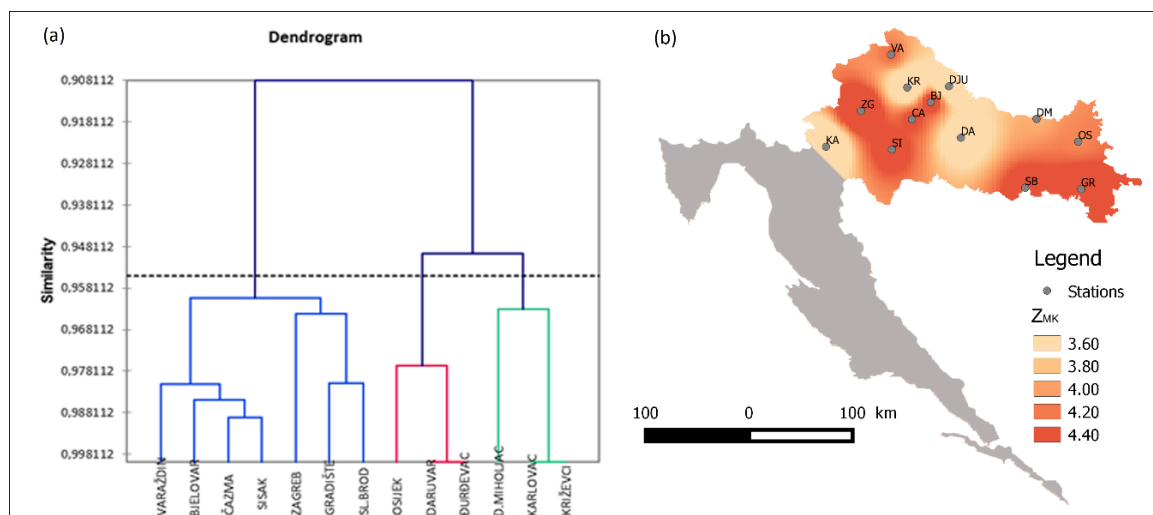 (a)
Dendrogram
Similarity
0.908112
0.918112
0.928112
0.938112
0.948112
0.958112
0.968112
0.978112
0.988112
0.998112
VARAŽDIN
BJELOVAR
ČAZMA
SISAK
ZAGREB
GRADIŠTE
SL.BROD
OSIJEK
DARUVAR
ĐURĐEVAC
D.MIHOLJAC
KARLOVAC
KRIŽEVCI
(b)
VA
KR
DJU
BJ
ZG
CA
DM
DA
OS
KA
SI
SB
GR
Legend
Stations
ZMK
3.60
3.80
4.00
4.20
4.40
100 0 100 km